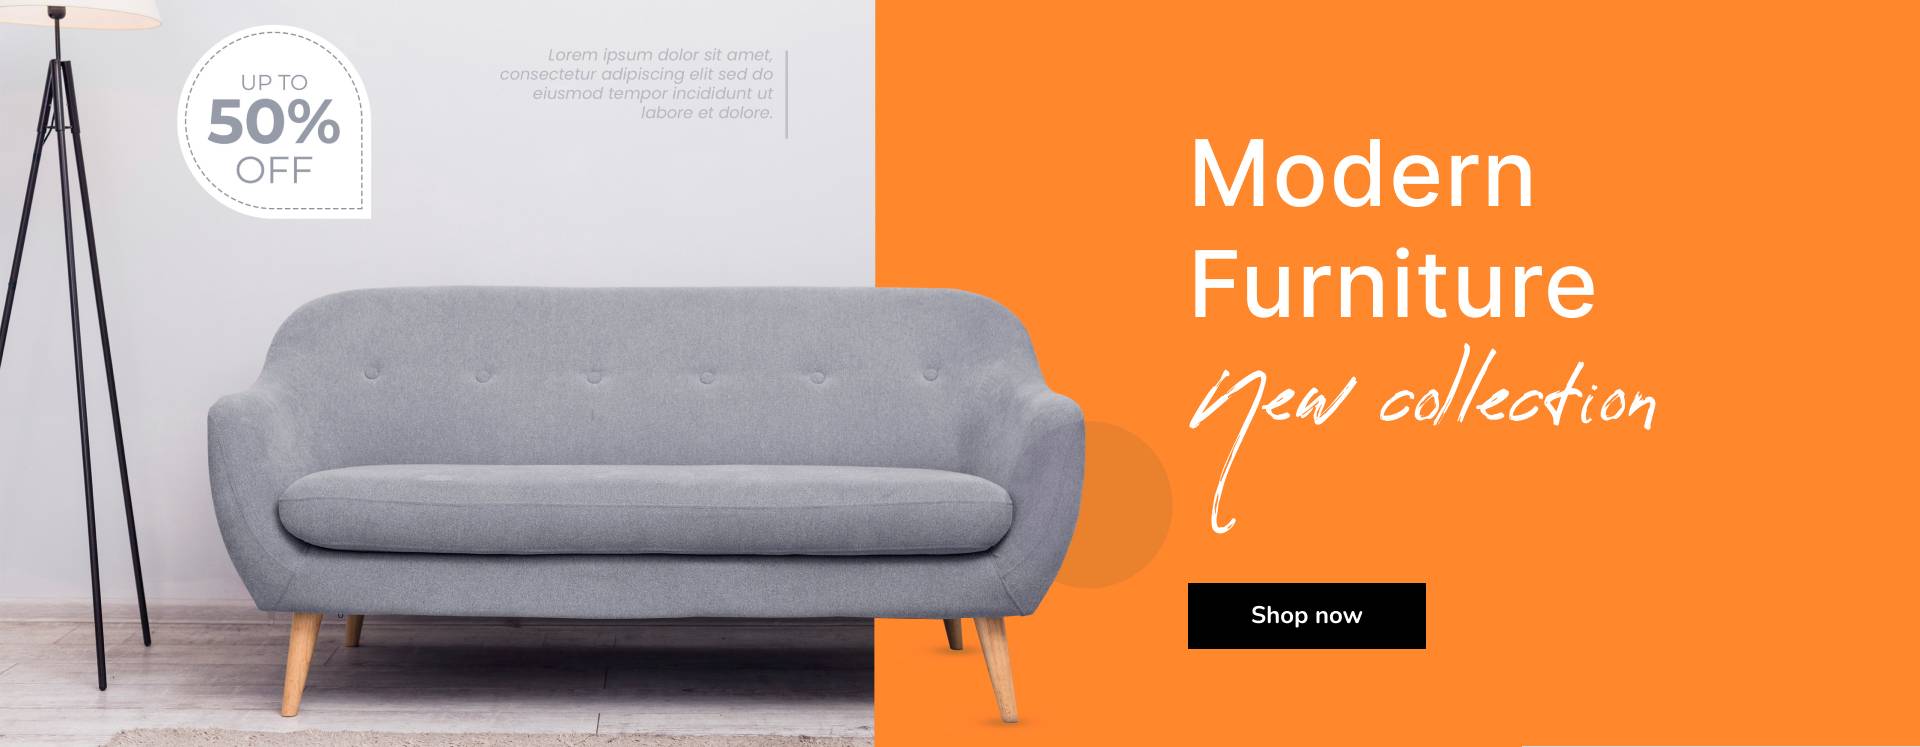 UP TO
50%
OFF
Lorem ipsum dolor sit amet,
consectetur adipiscing elit sed do
eiusmod tempor incididunt ut
labore et dolore.
Modern
Furniture
New collection
Shop now